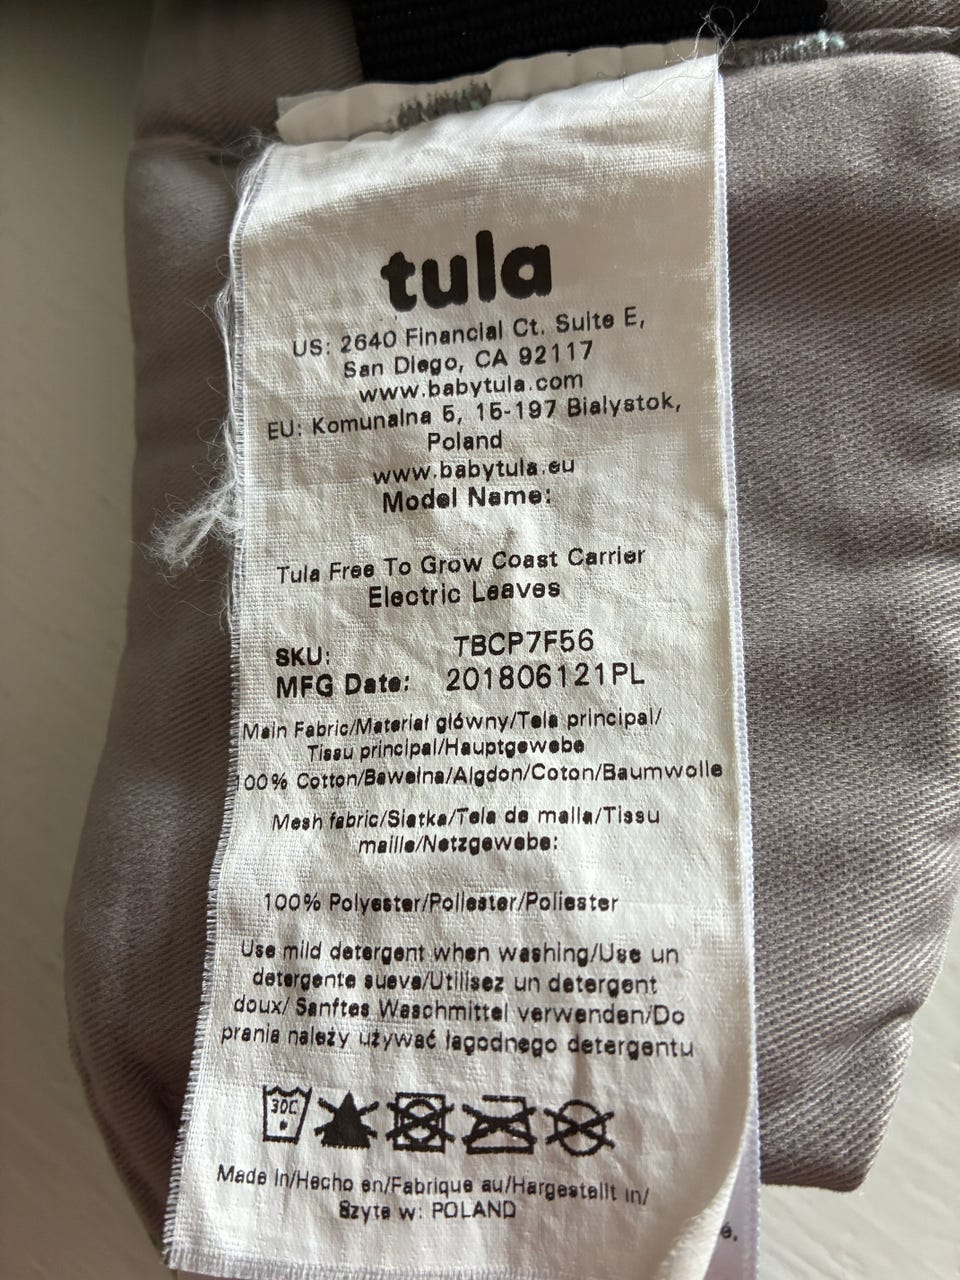 tula
US: 2640 Financial Ct. Suite E,
San Diego, CA 92117
www.babytula.com
EU: Komunalna 5, 15-197 Bialystok,
Poland
www.babytula.eu
Model Name:
Tula Free To Grow Coast Carrier
Electric Leaves
SKU: TBCP7F56
MFG Date: 201806121PL
Main Fabric/Materiał główny/Tela principal/
Tissu principal/Hauptgewebe
100% Cotton/Bawełna/Algdon/Coton/Baumwolle
Mesh fabric/Siatka/Tela de malla/Tissu
maille/Netzgewebe:
100% Polyester/Poliester/Poliester
Use mild detergent when washing/Use un
detergente sueve/Utilisez un detergent
doux/ Sanftes Waschmittel verwenden/Do
prania należy używać łagodnego detergentu
30C
Made in/Hecho en/Fabrique au/Hargestellt in/
Szyte w: POLAND